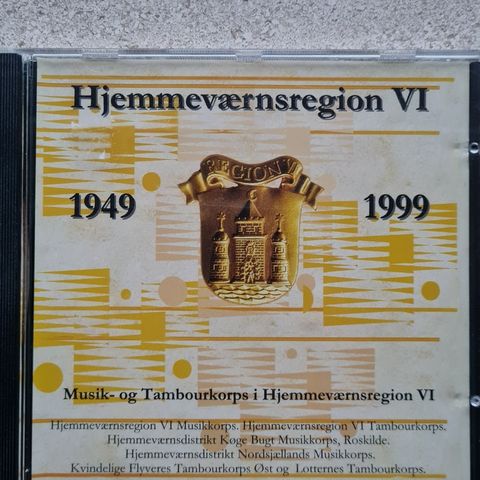 Hjemmeværnsregion VI
REGION VI
1949
1999
Musik- og Tambourkorps i Hjemmeværnsregion VI
Hjemmeværnsregion VI Musikkorps. Hjemmeværnsregion VI Tambourkorps.
Hjemmeværnsdistrikt Køge Bugt Musikkorps, Roskilde.
Hjemmeværnsdistrikt Nordsjællands Musikkorps.
Kvindelige Flyveres Tambourkorps Øst og Lotternes Tambourkorps.